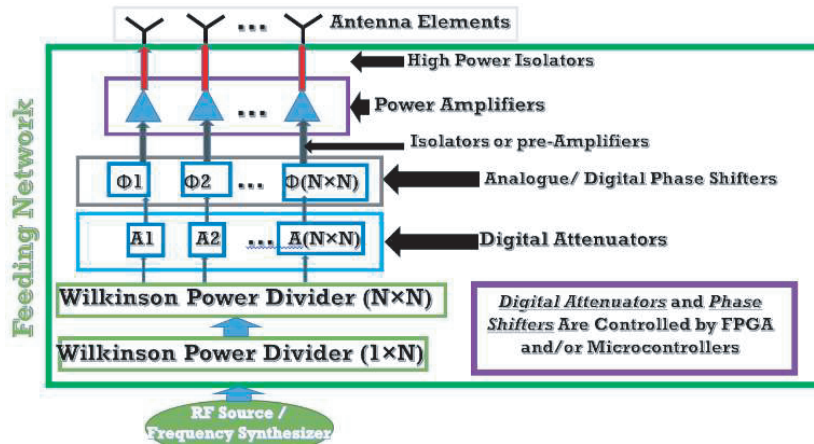 Antenna Elements
...
High Power Isolators
Power Amplifiers
...
Isolators or pre-Amplifiers
Φ1 Φ2 ... Φ(N×N)
Analogue/ Digital Phase Shifters
A1 A2 ... A(N×N)
Digital Attenuators
Wilkinson Power Divider (N×N)
Wilkinson Power Divider (1×N)
Digital Attenuators and Phase
Shifters Are Controlled by FPGA
and/or Microcontrollers
RF Source /
Frequency Synthesizer
Feeding Network